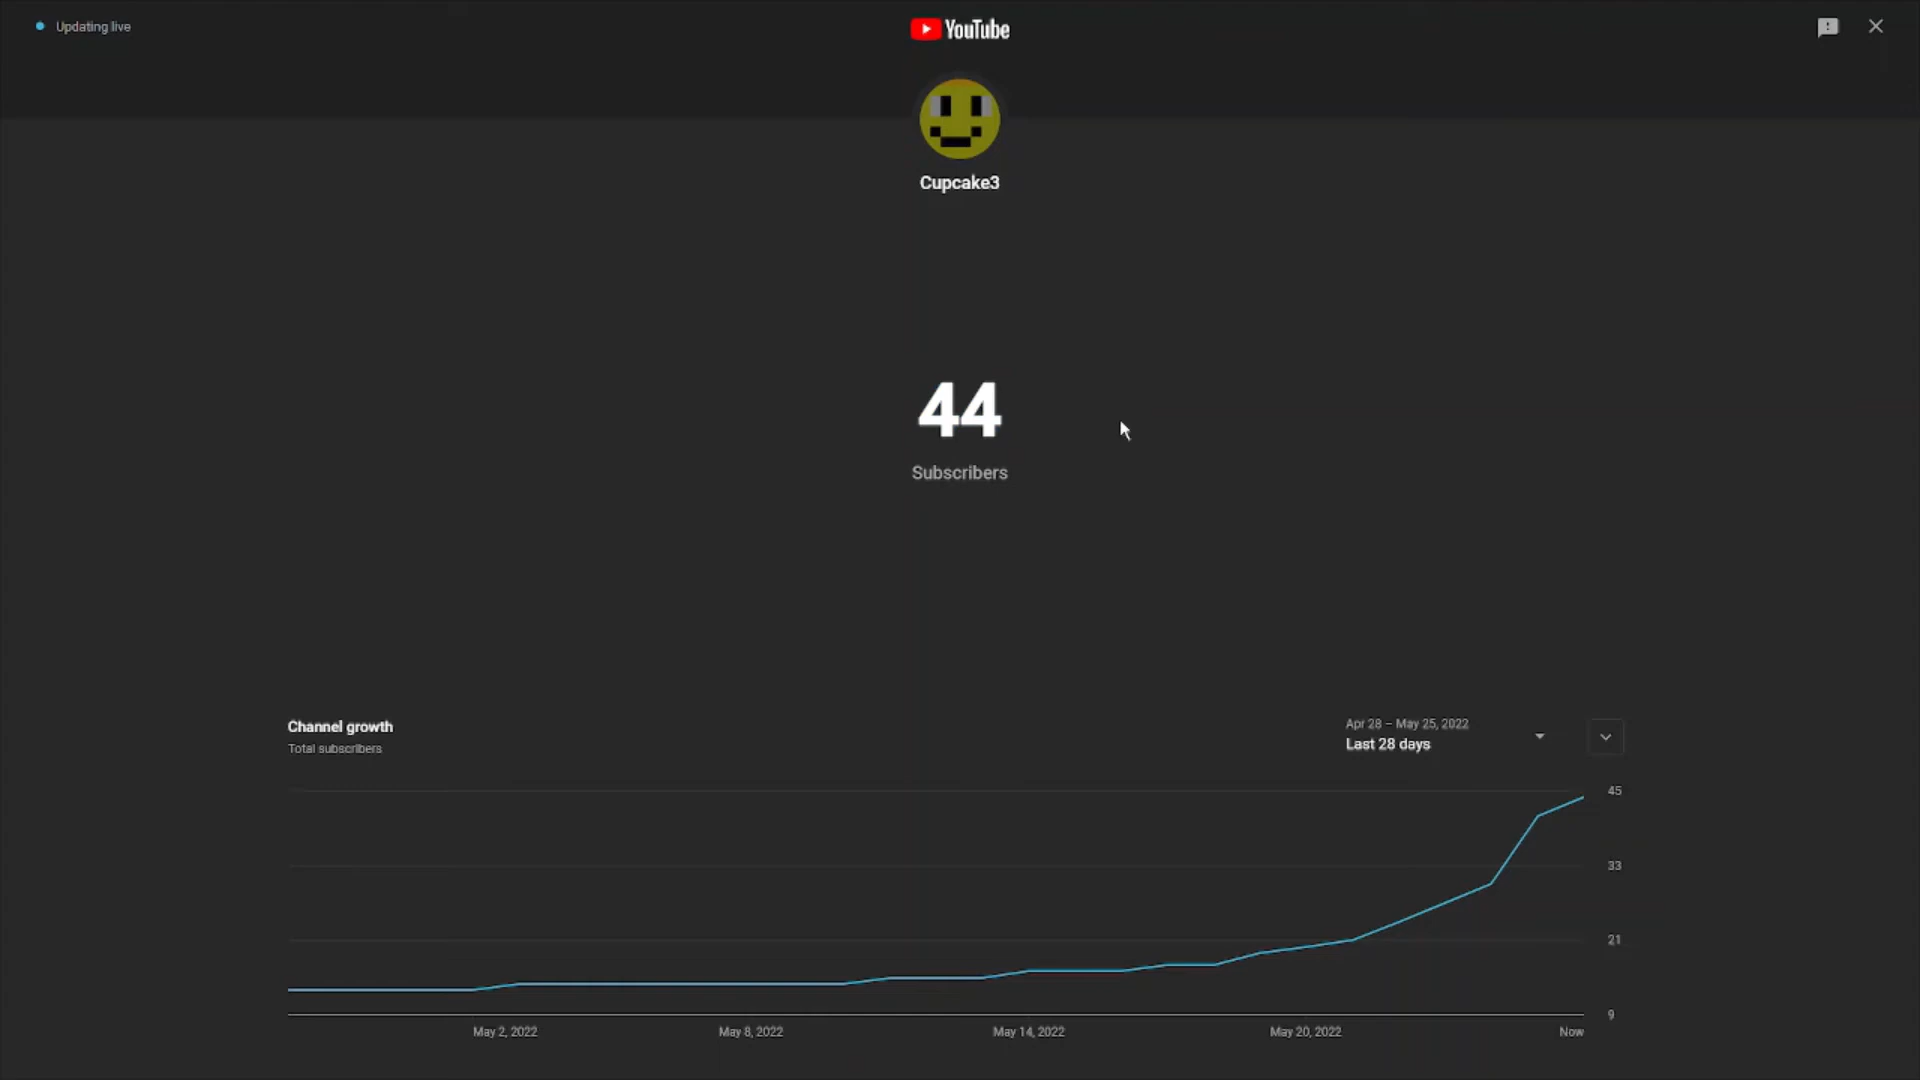 Updating live
YouTube
Cupcake3
44
Subscribers
Channel growth
Total subscribers
Apr 28 – May 25, 2022
Last 28 days
45
33
21
9
May 2, 2022
May 8, 2022
May 14, 2022
May 20, 2022
Now